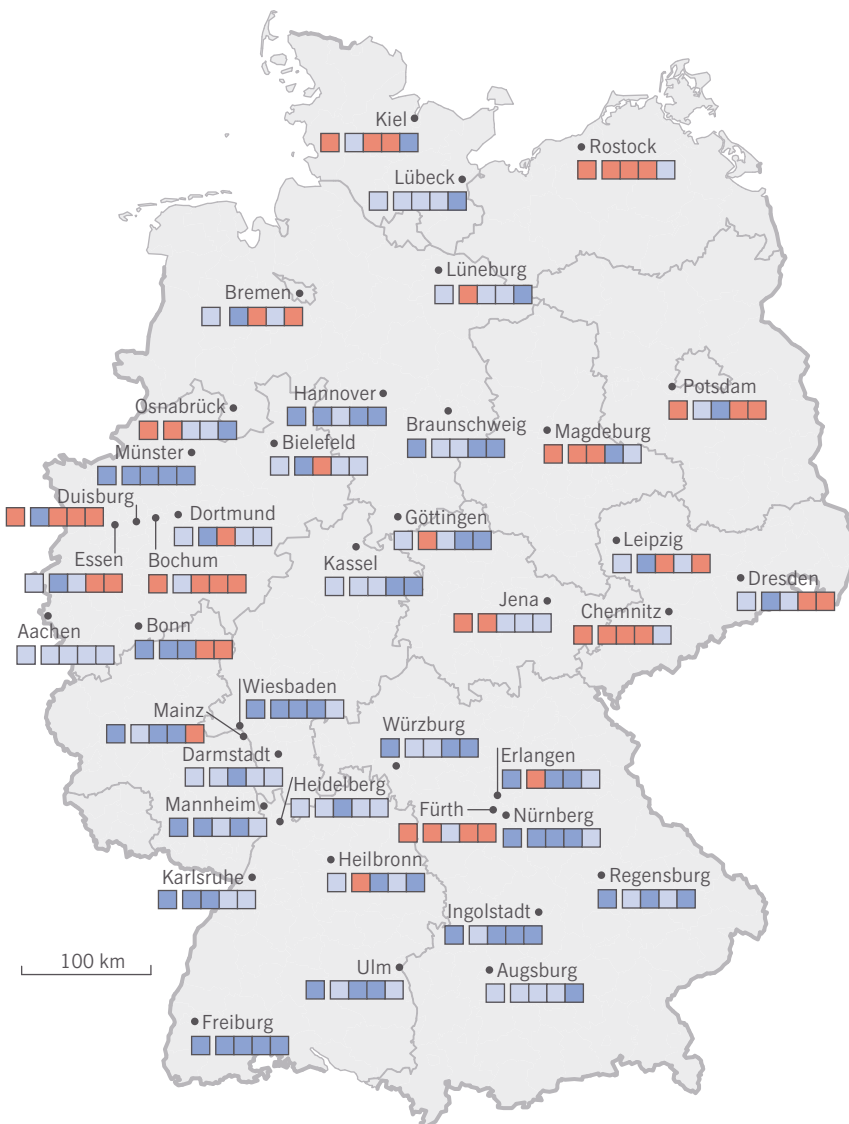 Kiel
Rostock
Lübeck
Lüneburg
Bremen
Potsdam
Hannover
Osnabrück
Braunschweig
Magdeburg
Bielefeld
Münster
Duisburg
Dortmund
Göttingen
Leipzig
Essen
Bochum
Kassel
Dresden
Jena
Chemnitz
Aachen
Bonn
Wiesbaden
Mainz
Würzburg
Darmstadt
Erlangen
Heidelberg
Mannheim
Fürth
Nürnberg
Heilbronn
Karlsruhe
Regensburg
Ingolstadt
100 km
Ulm
Augsburg
Freiburg